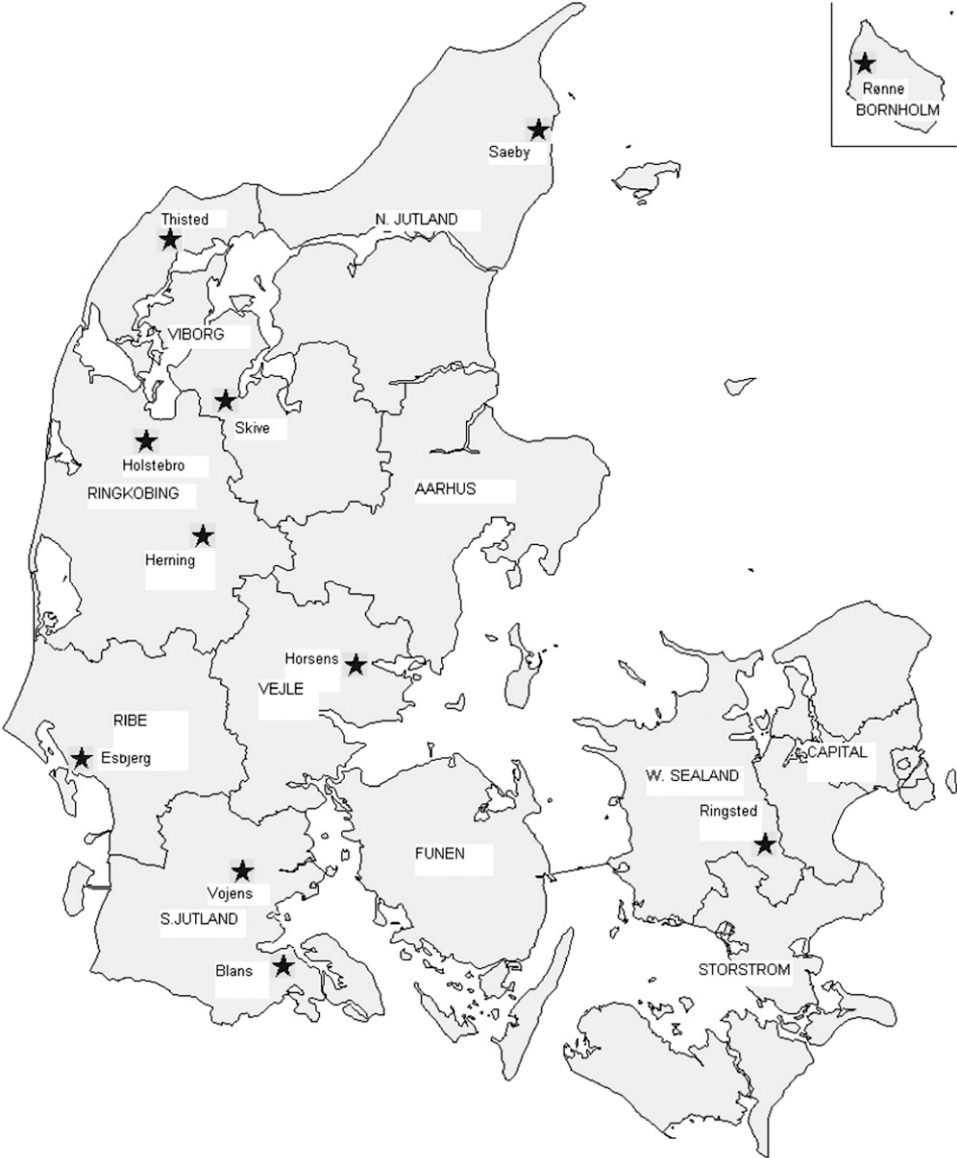 Rønne
BORNHOLM
Saeby
Thisted
N. JUTLAND
VIBORG
Skive
Holstebro
RINGKOBING
AARHUS
Herning
Horsens
VEJLE
RIBE
Esbjerg
CAPITAL
W. SEALAND
Ringsted
FUNEN
Vojens
S.JUTLAND
Blans
STORSTROM